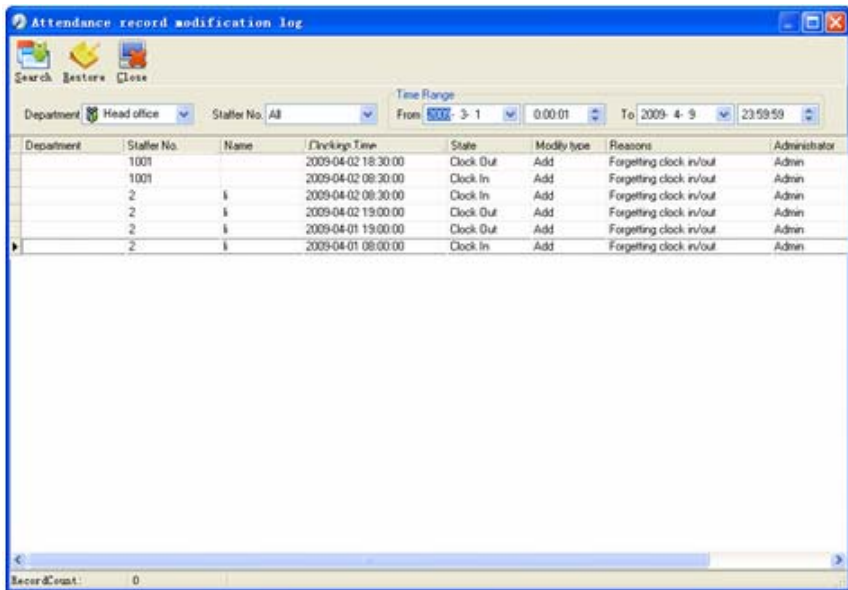 Attendance record modification log
Search Restore Close
Time Range
Department Head office Staffer No. All From 2009- 3- 1 0:00:01 To 2009- 4- 9 23:59:59
Department Staffer No. Name Clocking Time State Modify type Reasons Administrator
1001 2009-04-02 18:30:00 Clock Out Add Forgetting clock in/out Admin
1001 2009-04-02 08:30:00 Clock In Add Forgetting clock in/out Admin
2 2009-04-02 08:30:00 Clock In Add Forgetting clock in/out Admin
2 2009-04-02 19:00:00 Clock Out Add Forgetting clock in/out Admin
2 2009-04-01 19:00:00 Clock Out Add Forgetting clock in/out Admin
2 2009-04-01 08:00:00 Clock In Add Forgetting clock in/out Admin
RecordCount: 0